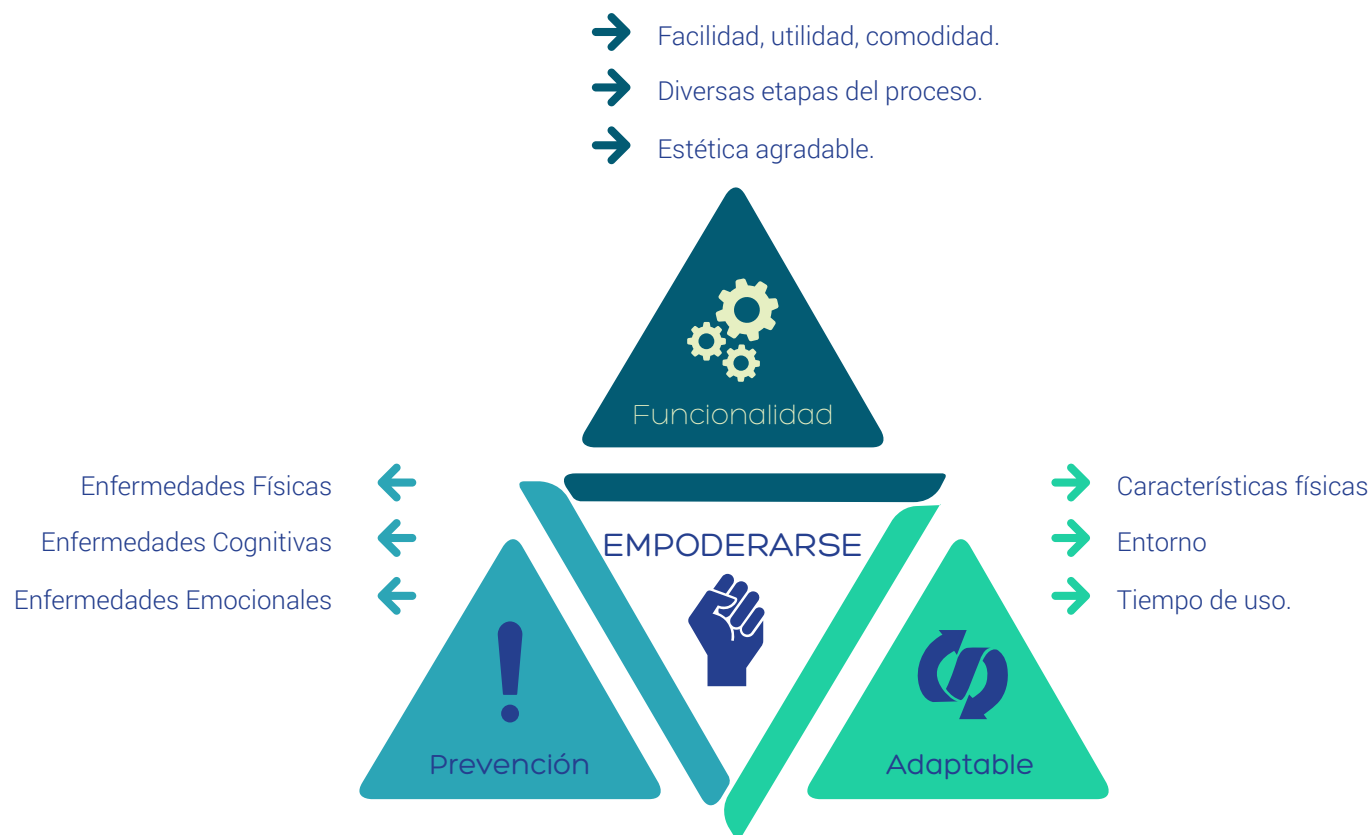 Facilidad, utilidad, comodidad.
Diversas etapas del proceso.
Estética agradable.
Funcionalidad
Enfermedades Físicas
Enfermedades Cognitivas
Enfermedades Emocionales
EMPODERARSE
Características físicas
Entorno
Tiempo de uso.
Prevención
Adaptable